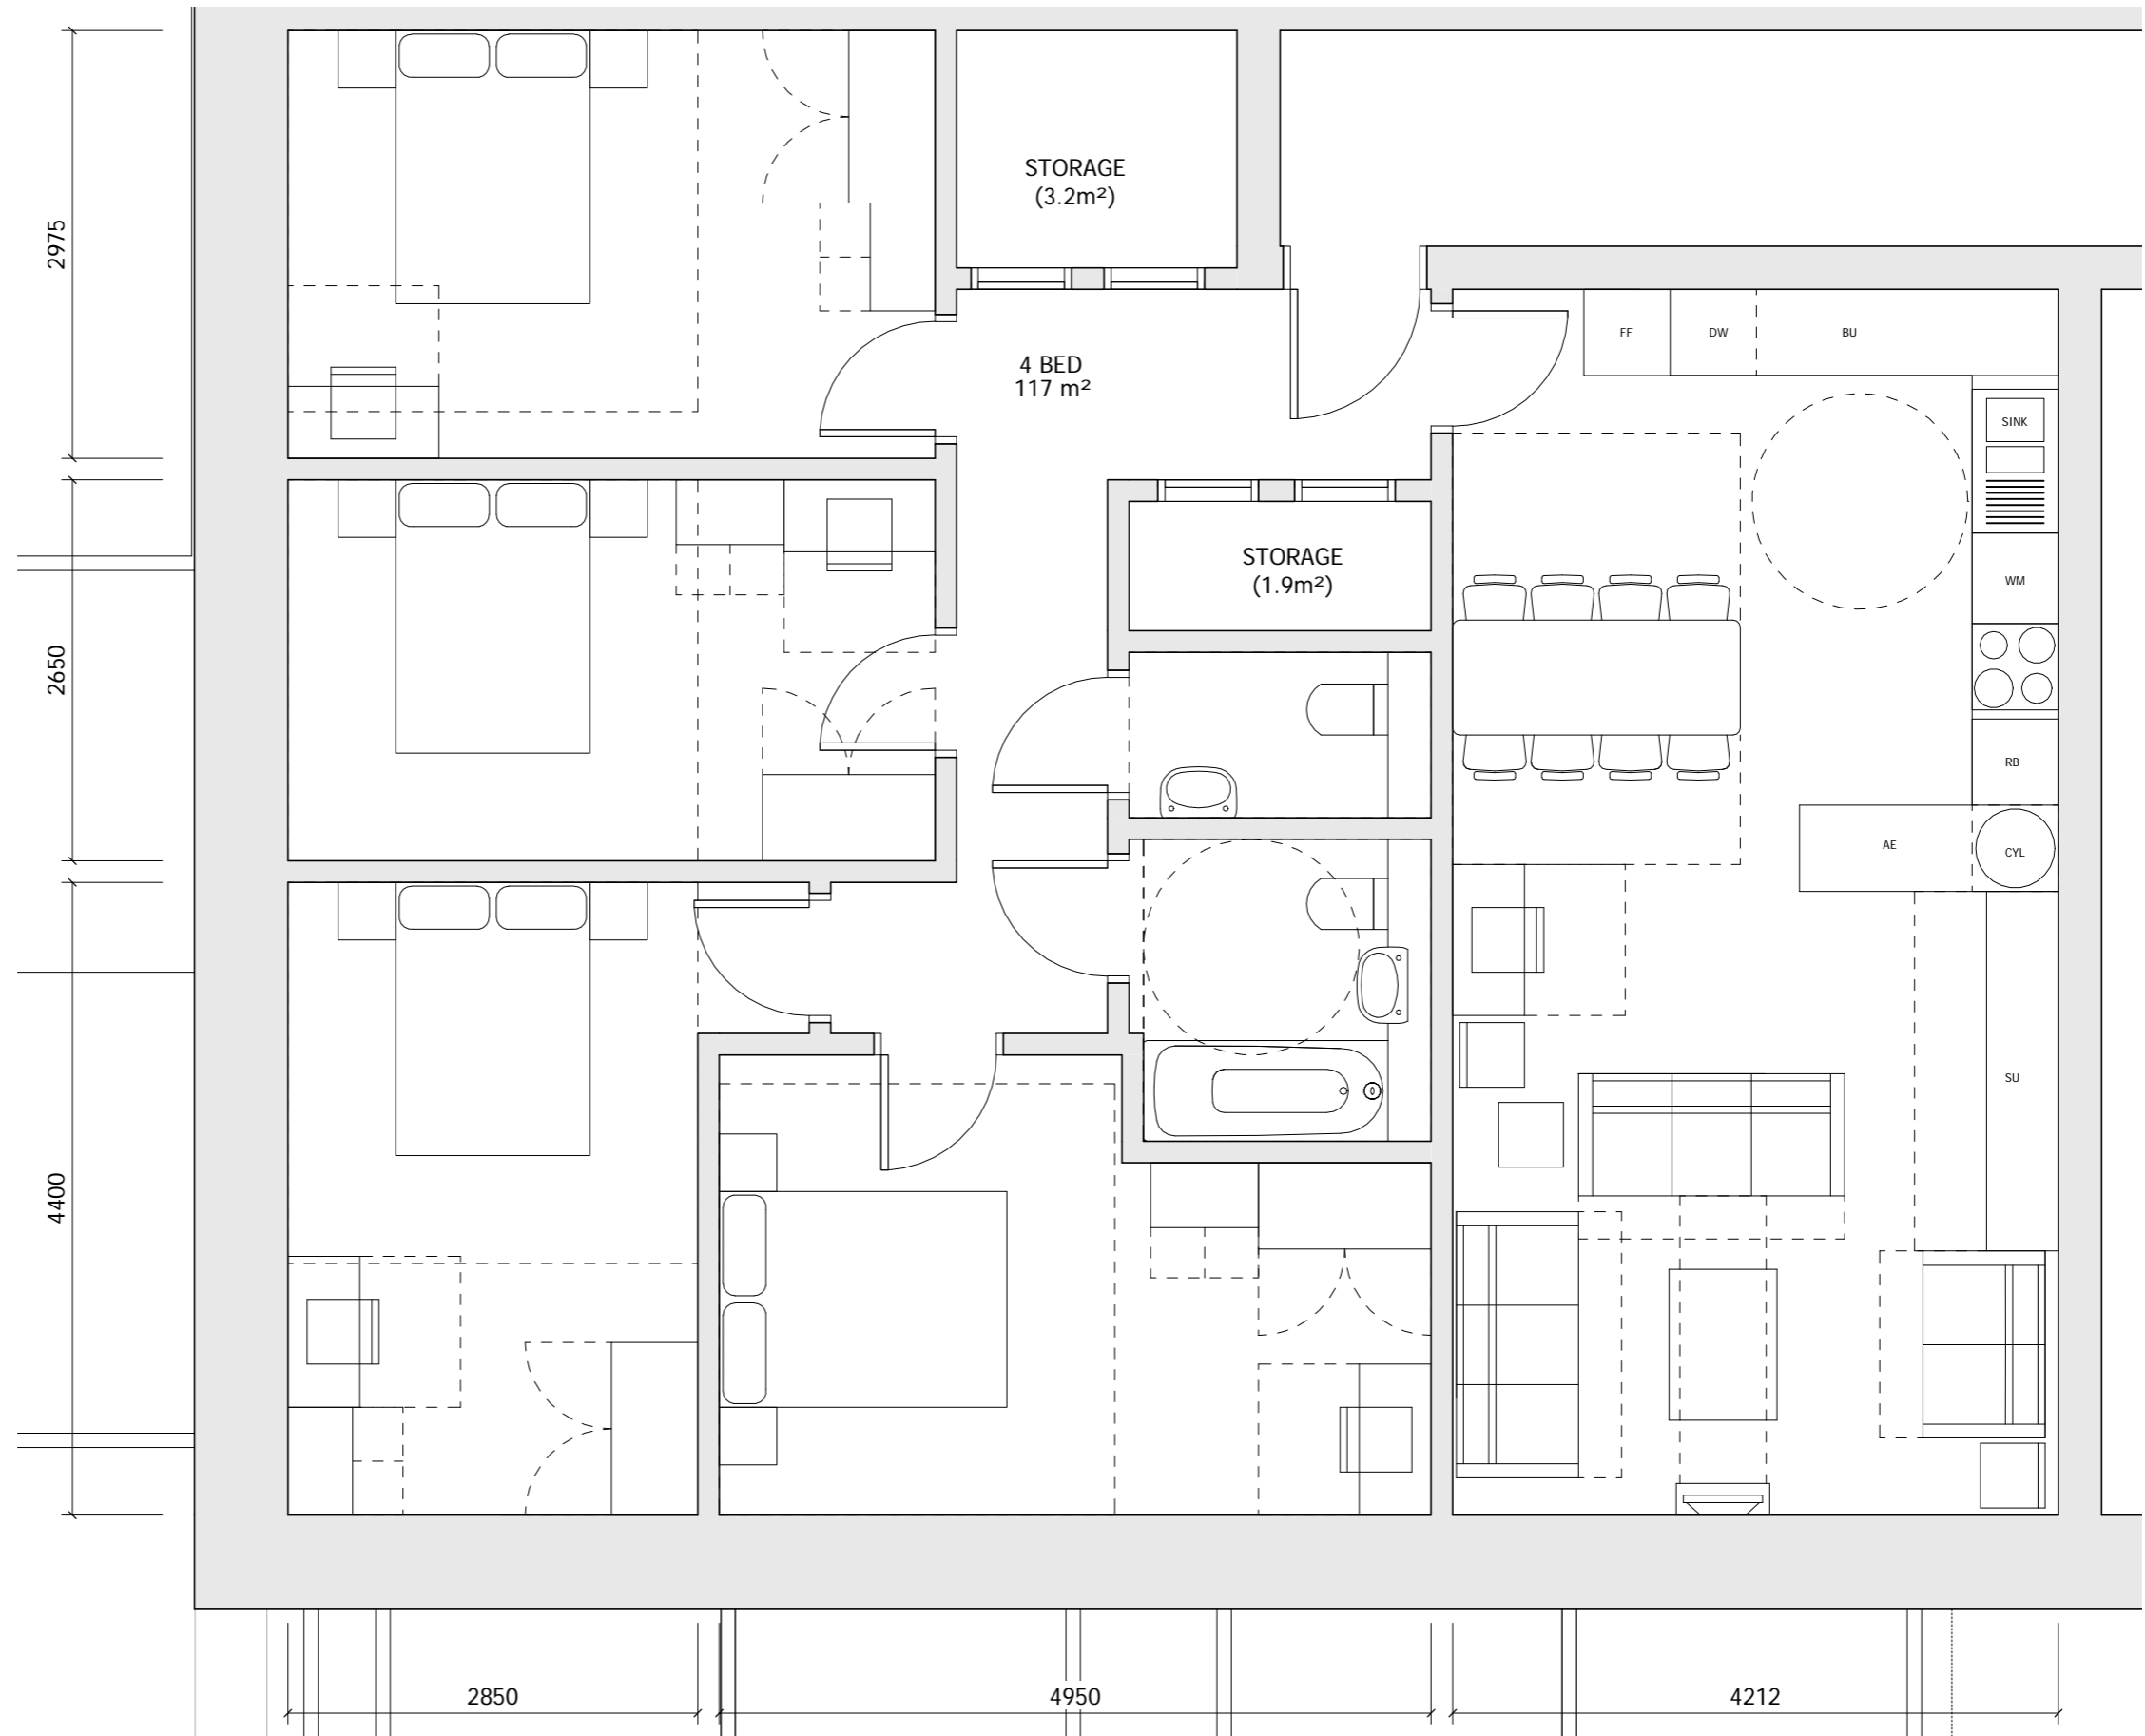 STORAGE
(3.2m²)
2975
4 BED
117 m²
FF
DW
BU
SINK
STORAGE
(1.9m²)
WM
2650
RB
AE
CYL
SU
4400
2850
4950
4212